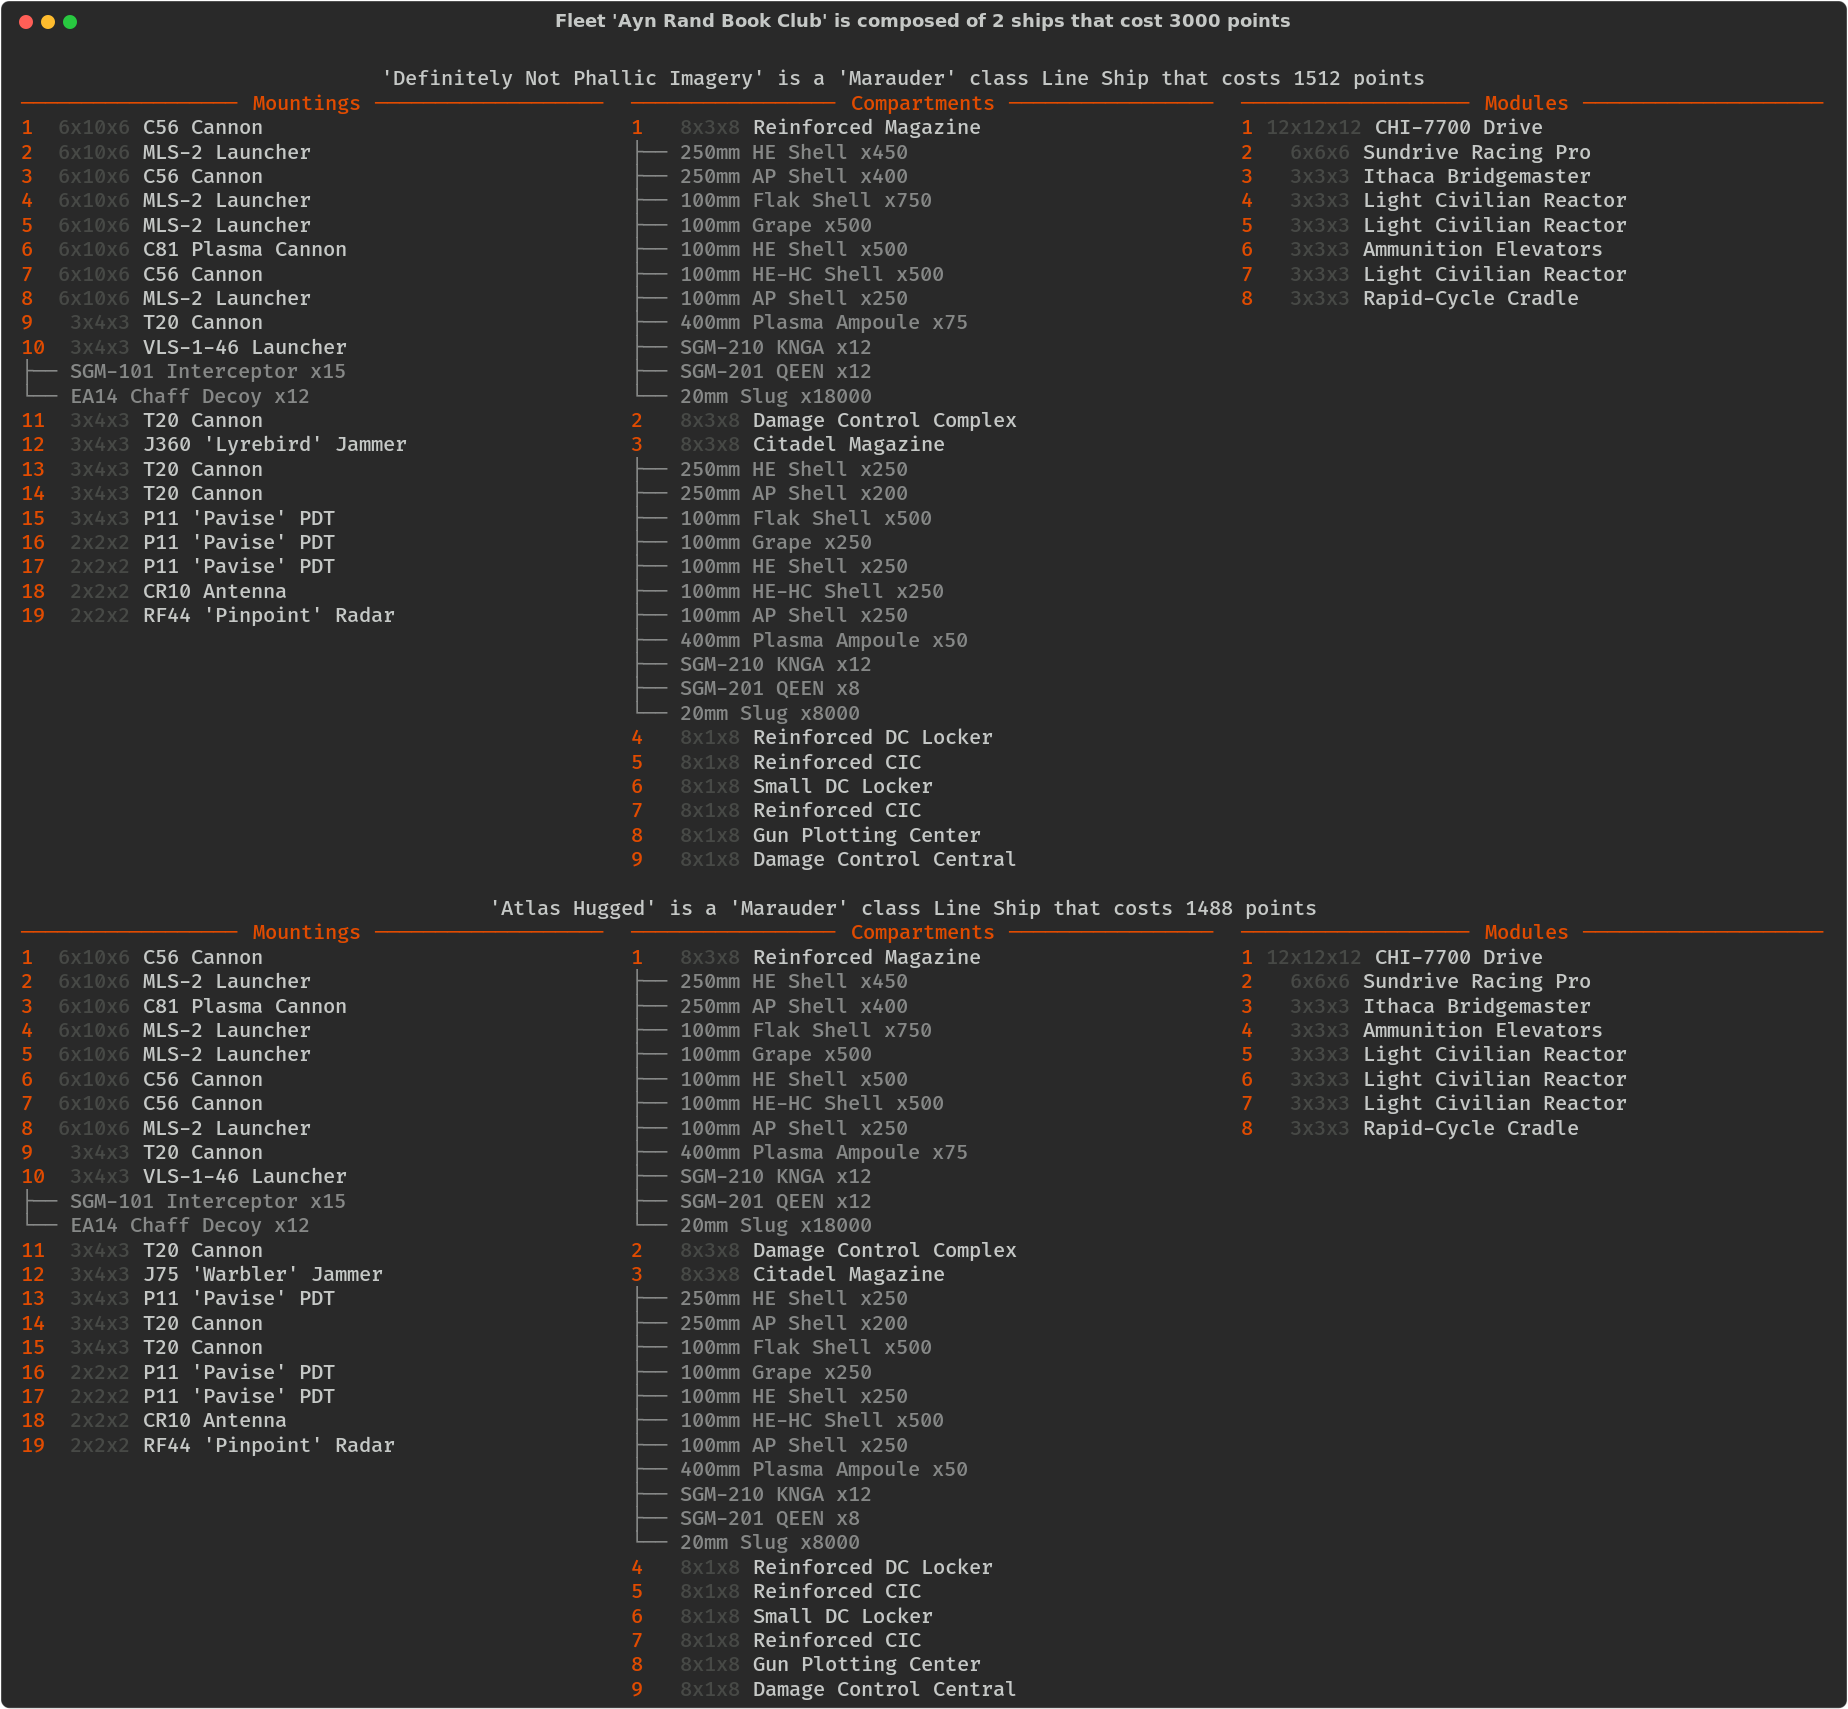 Fleet 'Ayn Rand Book Club' is composed of 2 ships that cost 3000 points
'Definitely Not Phallic Imagery' is a 'Marauder' class Line Ship that costs 1512 points
Mountings
1 6x10x6 C56 Cannon
2 6x10x6 MLS-2 Launcher
3 6x10x6 C56 Cannon
4 6x10x6 MLS-2 Launcher
5 6x10x6 MLS-2 Launcher
6 6x10x6 C81 Plasma Cannon
7 6x10x6 C56 Cannon
8 6x10x6 MLS-2 Launcher
9 3x4x3 T20 Cannon
10 3x4x3 VLS-1-46 Launcher
SGM-101 Interceptor x15
EA14 Chaff Decoy x12
11 3x4x3 T20 Cannon
12 3x4x3 J360 'Lyrebird' Jammer
13 3x4x3 T20 Cannon
14 3x4x3 T20 Cannon
15 3x4x3 P11 'Pavise' PDT
16 2x2x2 P11 'Pavise' PDT
17 2x2x2 P11 'Pavise' PDT
18 2x2x2 CR10 Antenna
19 2x2x2 RF44 'Pinpoint' Radar
Compartments
1 8x3x8 Reinforced Magazine
250mm HE Shell x450
250mm AP Shell x400
100mm Flak Shell x750
100mm Grape x500
100mm HE Shell x500
100mm HE-HC Shell x500
100mm AP Shell x250
400mm Plasma Ampoule x75
SGM-210 KNGA x12
SGM-201 QEEN x12
20mm Slug x18000
2 8x3x8 Damage Control Complex
3 8x3x8 Citadel Magazine
250mm HE Shell x250
250mm AP Shell x200
100mm Flak Shell x500
100mm Grape x250
100mm HE Shell x250
100mm HE-HC Shell x250
100mm AP Shell x250
400mm Plasma Ampoule x50
SGM-210 KNGA x12
SGM-201 QEEN x8
20mm Slug x8000
4 8x1x8 Reinforced DC Locker
5 8x1x8 Reinforced CIC
6 8x1x8 Small DC Locker
7 8x1x8 Reinforced CIC
8 8x1x8 Gun Plotting Center
9 8x1x8 Damage Control Central
Modules
1 12x12x12 CHI-7700 Drive
2 6x6x6 Sundrive Racing Pro
3 3x3x3 Ithaca Bridgemaster
4 3x3x3 Light Civilian Reactor
5 3x3x3 Light Civilian Reactor
6 3x3x3 Ammunition Elevators
7 3x3x3 Light Civilian Reactor
8 3x3x3 Rapid-Cycle Cradle
'Atlas Hugged' is a 'Marauder' class Line Ship that costs 1488 points
Mountings
1 6x10x6 C56 Cannon
2 6x10x6 MLS-2 Launcher
3 6x10x6 C81 Plasma Cannon
4 6x10x6 MLS-2 Launcher
5 6x10x6 MLS-2 Launcher
6 6x10x6 C56 Cannon
7 6x10x6 C56 Cannon
8 6x10x6 MLS-2 Launcher
9 3x4x3 T20 Cannon
10 3x4x3 VLS-1-46 Launcher
SGM-101 Interceptor x15
EA14 Chaff Decoy x12
11 3x4x3 T20 Cannon
12 3x4x3 J75 'Warbler' Jammer
13 3x4x3 P11 'Pavise' PDT
14 3x4x3 T20 Cannon
15 3x4x3 T20 Cannon
16 2x2x2 P11 'Pavise' PDT
17 2x2x2 P11 'Pavise' PDT
18 2x2x2 CR10 Antenna
19 2x2x2 RF44 'Pinpoint' Radar
Compartments
1 8x3x8 Reinforced Magazine
250mm HE Shell x450
250mm AP Shell x400
100mm Flak Shell x750
100mm Grape x500
100mm HE Shell x500
100mm HE-HC Shell x500
100mm AP Shell x250
400mm Plasma Ampoule x75
SGM-210 KNGA x12
SGM-201 QEEN x12
20mm Slug x18000
2 8x3x8 Damage Control Complex
3 8x3x8 Citadel Magazine
250mm HE Shell x250
250mm AP Shell x200
100mm Flak Shell x500
100mm Grape x250
100mm HE Shell x250
100mm HE-HC Shell x500
100mm AP Shell x250
400mm Plasma Ampoule x50
SGM-210 KNGA x12
SGM-201 QEEN x8
20mm Slug x8000
4 8x1x8 Reinforced DC Locker
5 8x1x8 Reinforced CIC
6 8x1x8 Small DC Locker
7 8x1x8 Reinforced CIC
8 8x1x8 Gun Plotting Center
9 8x1x8 Damage Control Central
Modules
1 12x12x12 CHI-7700 Drive
2 6x6x6 Sundrive Racing Pro
3 3x3x3 Ithaca Bridgemaster
4 3x3x3 Ammunition Elevators
5 3x3x3 Light Civilian Reactor
6 3x3x3 Light Civilian Reactor
7 3x3x3 Light Civilian Reactor
8 3x3x3 Rapid-Cycle Cradle